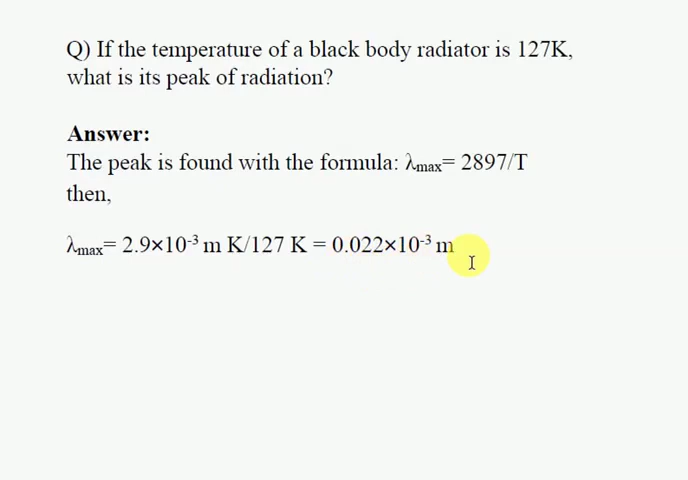 Q) If the temperature of a black body radiator is 127K,
what is its peak of radiation?
Answer:
The peak is found with the formula: λmax= 2897/T
then,
λmax= 2.9×10⁻³ m K/127 K = 0.022×10⁻³ m